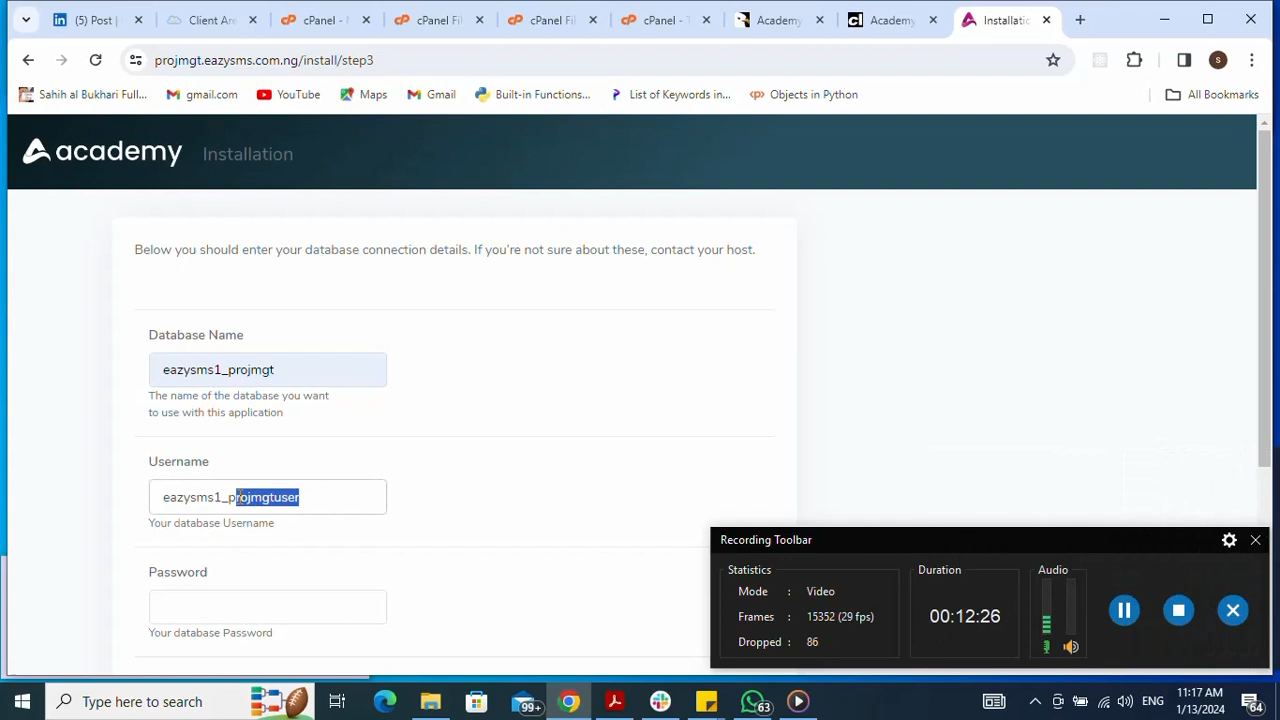 (5) Post |
Client Are
cPanel - 
cPanel Fi
cPanel Fi
cPanel - T
Academy
Academy
Installatio
projmgt.eazysms.com.ng/install/step3
S
Sahih al Bukhari Full...
gmail.com
YouTube
Maps
Gmail
Built-in Functions...
List of Keywords in...
Objects in Python
All Bookmarks
academy Installation
Below you should enter your database connection details. If you're not sure about these, contact your host.
Database Name
eazysms1_projmgt
The name of the database you want
to use with this application
Username
eazysms1_projmgtuser
Your database Username
Password
Your database Password
Recording Toolbar
Statistics
Mode : Video
Frames : 15352 (29 fps)
Dropped : 86
Duration
00:12:26
Audio
Type here to search
99+
63
ENG
11:17 AM
1/13/2024
64